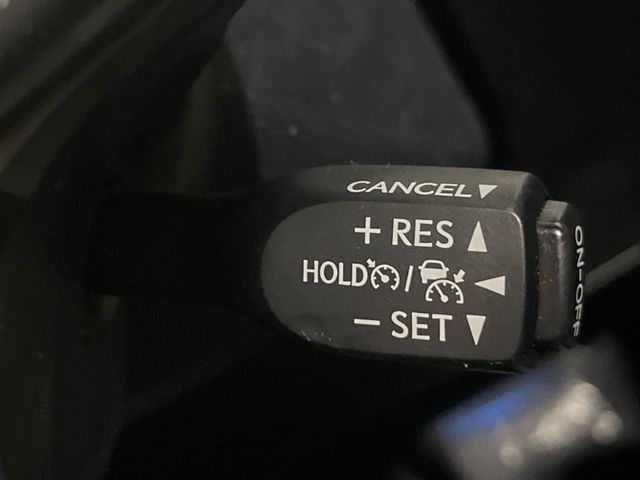 CANCEL▼
+ RES ▲
HOLD / ◀
− SET ▼
ON-OFF